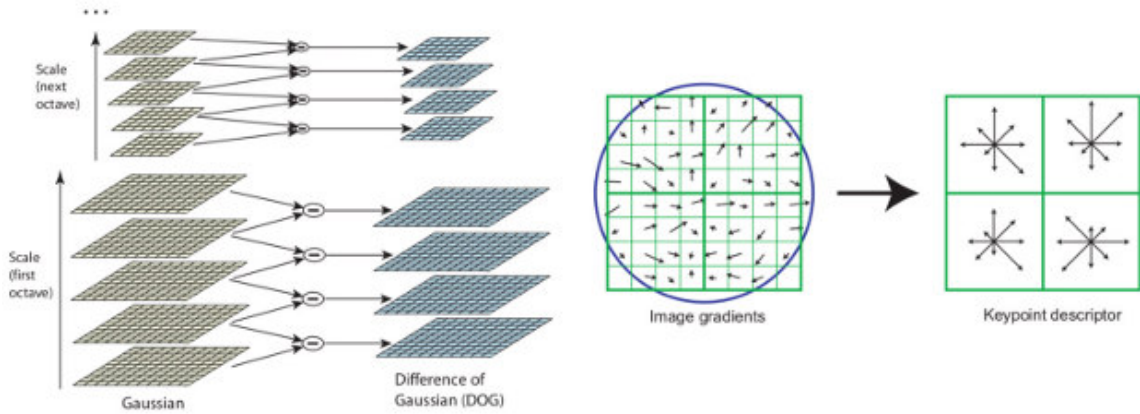 ...
Scale
(next
octave)
Scale
(first
octave)
Gaussian
Difference of
Gaussian (DOG)
Image gradients
Keypoint descriptor